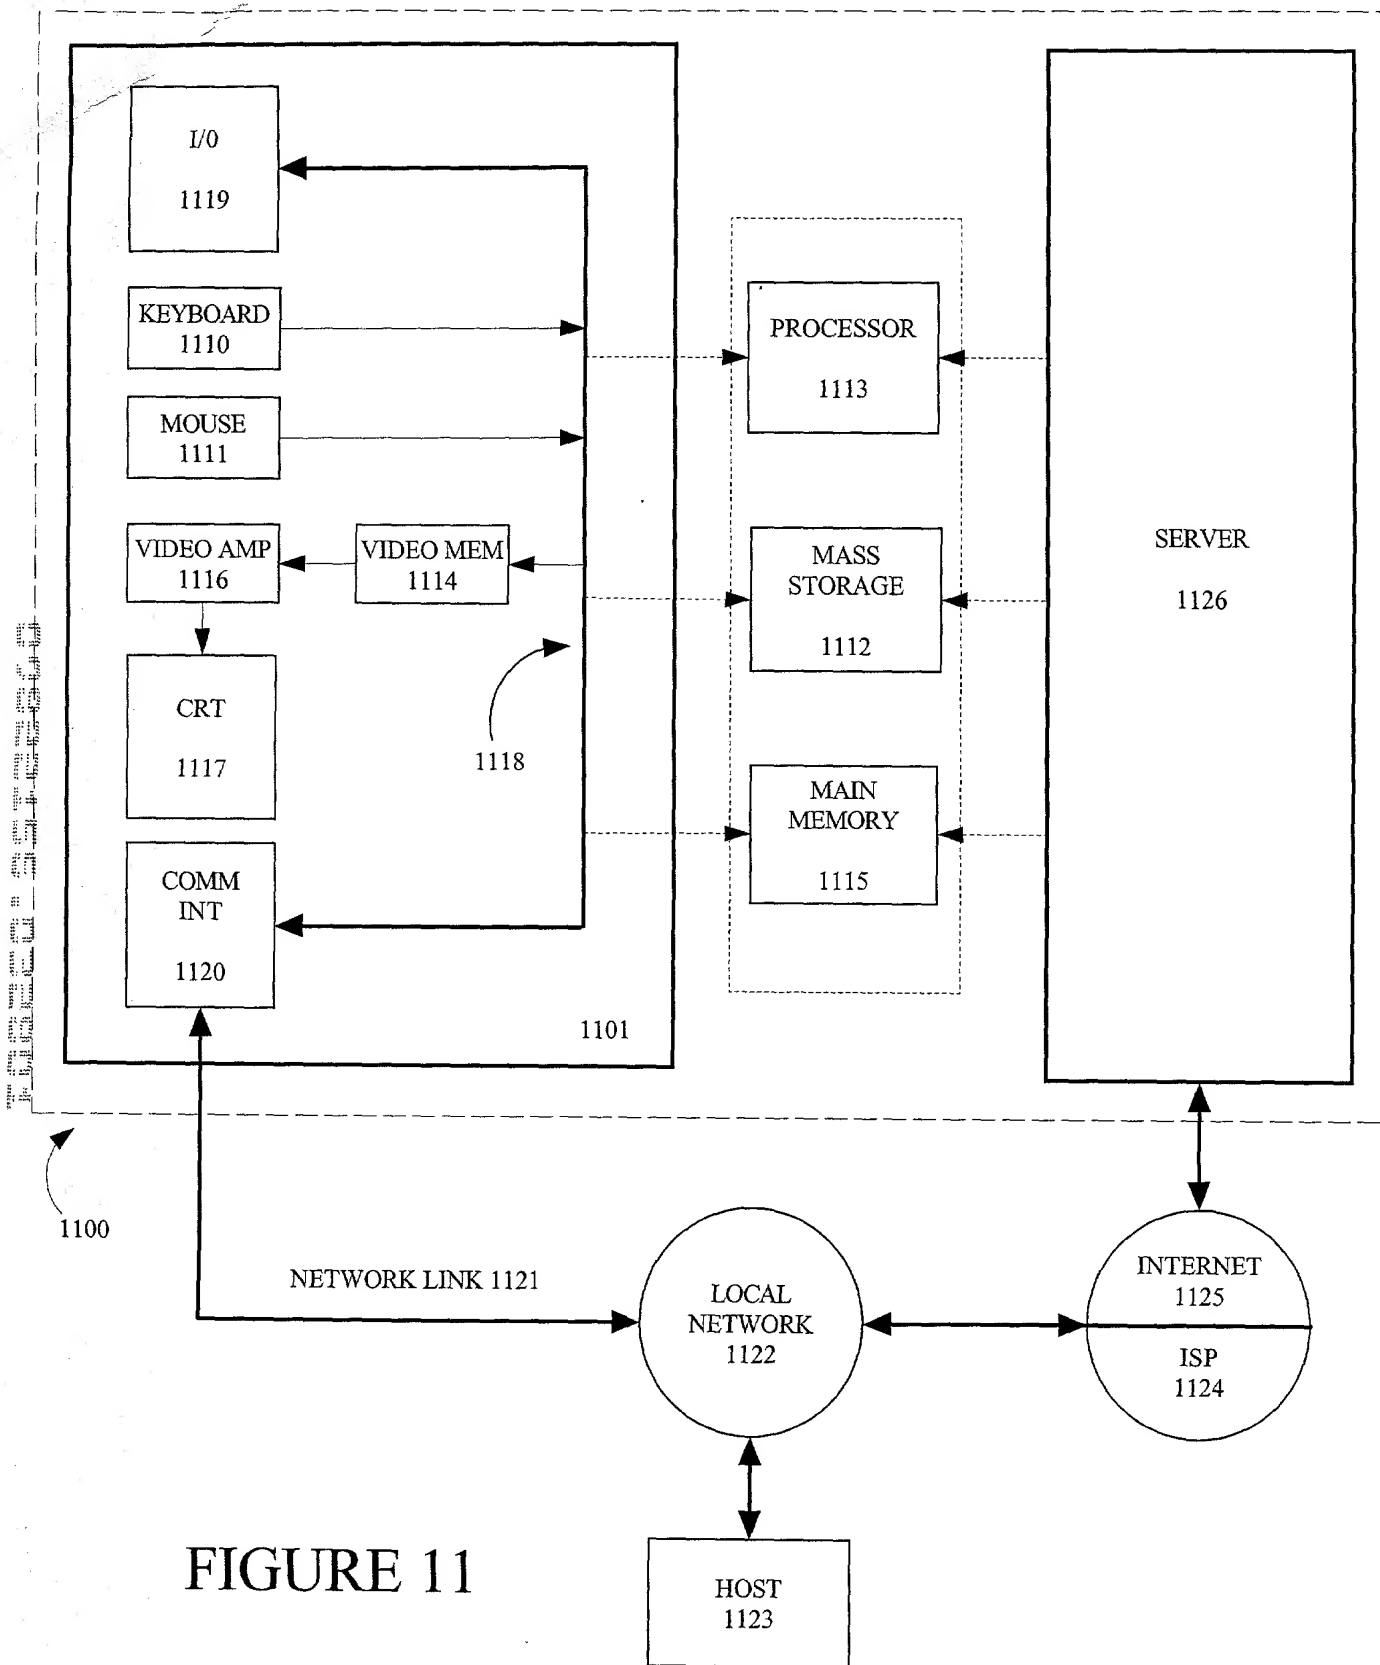 I/0
1119
KEYBOARD
1110
MOUSE
1111
VIDEO AMP
1116
VIDEO MEM
1114
CRT
1117
1118
COMM
INT
1120
1101
PROCESSOR
1113
MASS
STORAGE
1112
MAIN
MEMORY
1115
SERVER
1126
1100
NETWORK LINK 1121
LOCAL
NETWORK
1122
INTERNET
1125
ISP
1124
HOST
1123
FIGURE 11